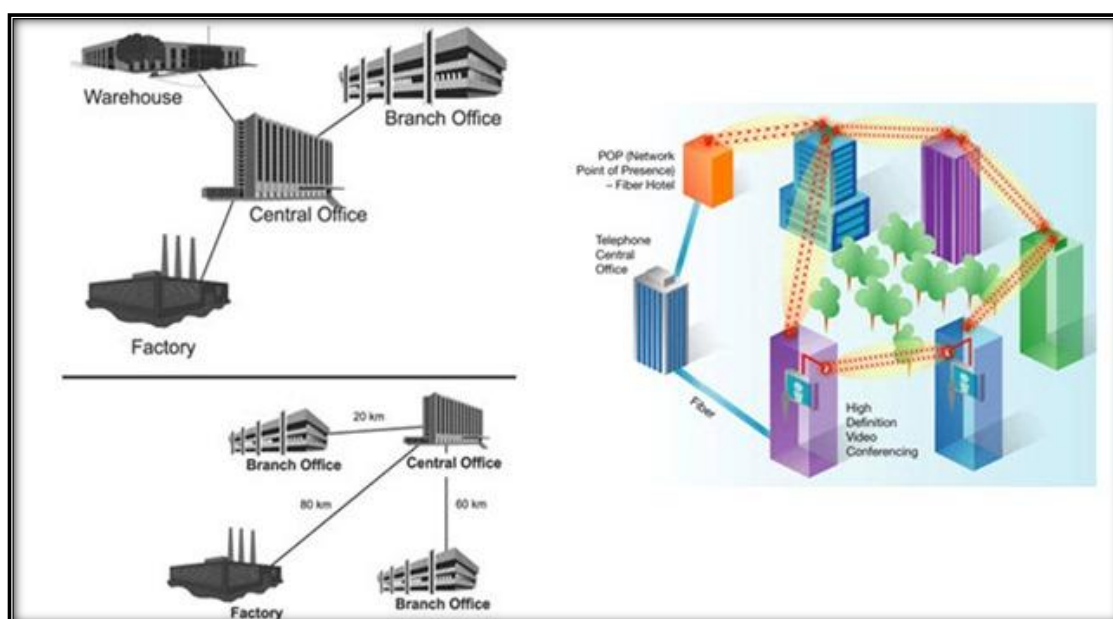 Warehouse
Branch Office
Central Office
Factory
20 km
Branch Office
Central Office
80 km
60 km
Factory
Branch Office
POP (Network
Point of Presence)
– Fiber Hotel
Telephone
Central
Office
Fiber
High
Definition
Video
Conferencing